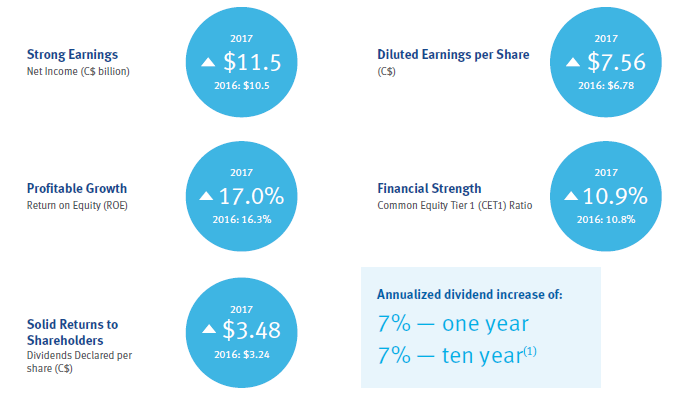 Strong Earnings
Net Income (C$ billion)
2017
▲ $11.5
2016: $10.5
Diluted Earnings per Share
(C$)
2017
▲ $7.56
2016: $6.78
Profitable Growth
Return on Equity (ROE)
2017
▲ 17.0%
2016: 16.3%
Financial Strength
Common Equity Tier 1 (CET1) Ratio
2017
▲ 10.9%
2016: 10.8%
Solid Returns to
Shareholders
Dividends Declared per
share (C$)
2017
▲ $3.48
2016: $3.24
Annualized dividend increase of:
7% — one year
7% — ten year(1)